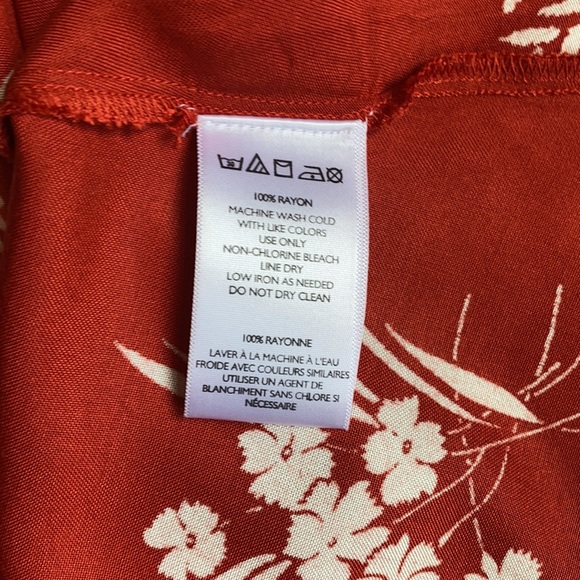 100% RAYON
MACHINE WASH COLD
WITH LIKE COLORS
USE ONLY
NON-CHLORINE BLEACH
LINE DRY
LOW IRON AS NEEDED
DO NOT DRY CLEAN
100% RAYONNE
LAVER À LA MACHINE À L'EAU
FROIDE AVEC COULEURS SIMILAIRES
UTILISER UN AGENT DE
BLANCHIMENT SANS CHLORE SI
NÉCESSAIRE